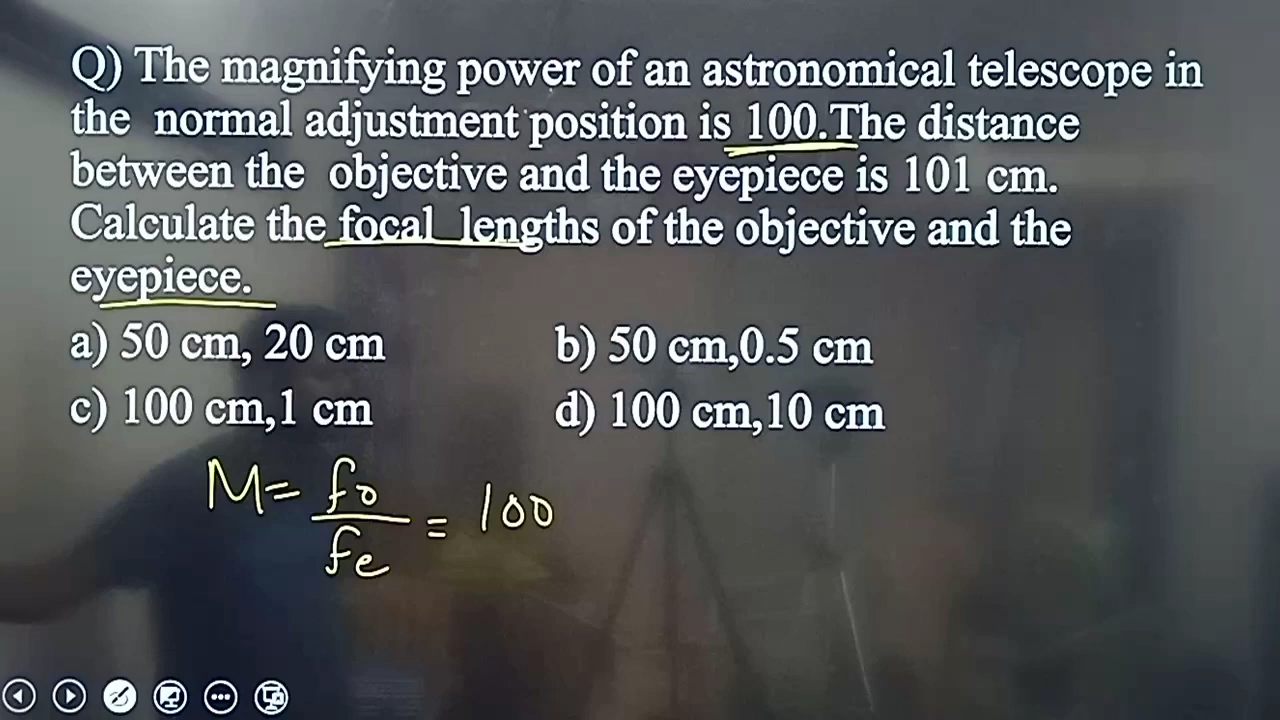 Q) The magnifying power of an astronomical telescope in
the normal adjustment position is 100.The distance
between the objective and the eyepiece is 101 cm.
Calculate the focal lengths of the objective and the
eyepiece.
a) 50 cm, 20 cm b) 50 cm,0.5 cm
c) 100 cm,1 cm d) 100 cm,10 cm
M = fo/fe = 100